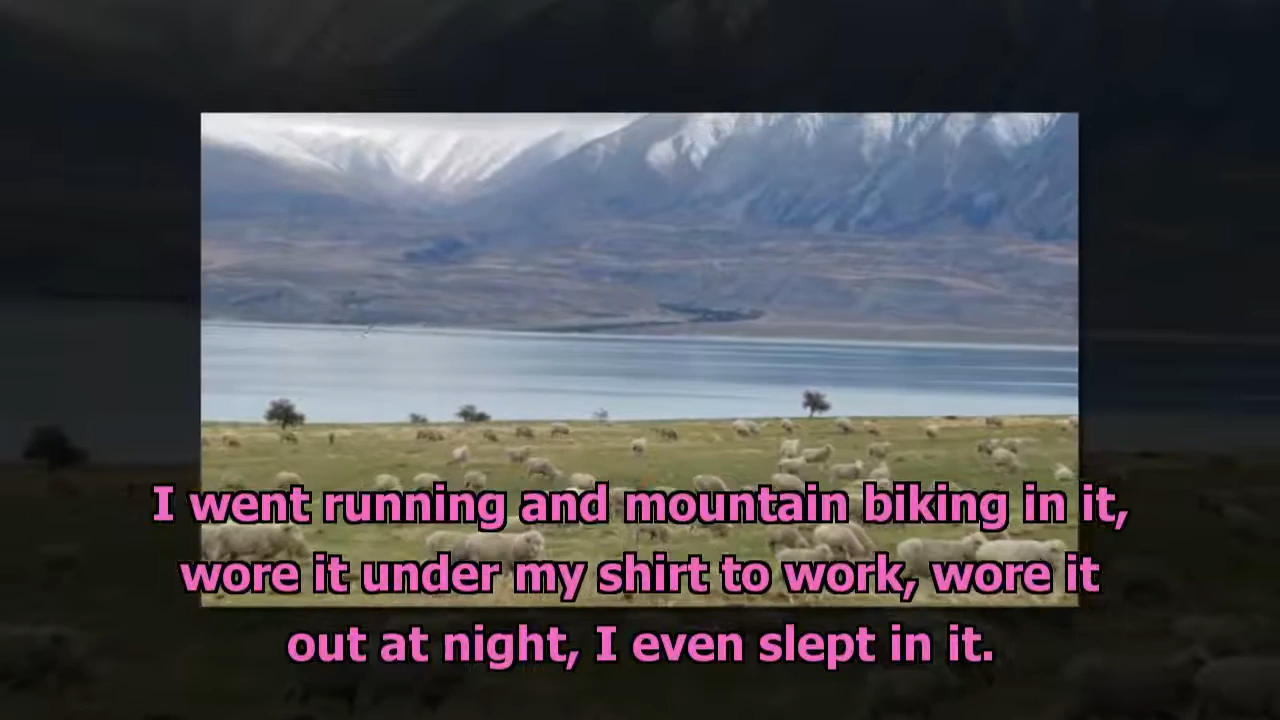 I went running and mountain biking in it,
wore it under my shirt to work, wore it
out at night, I even slept in it.